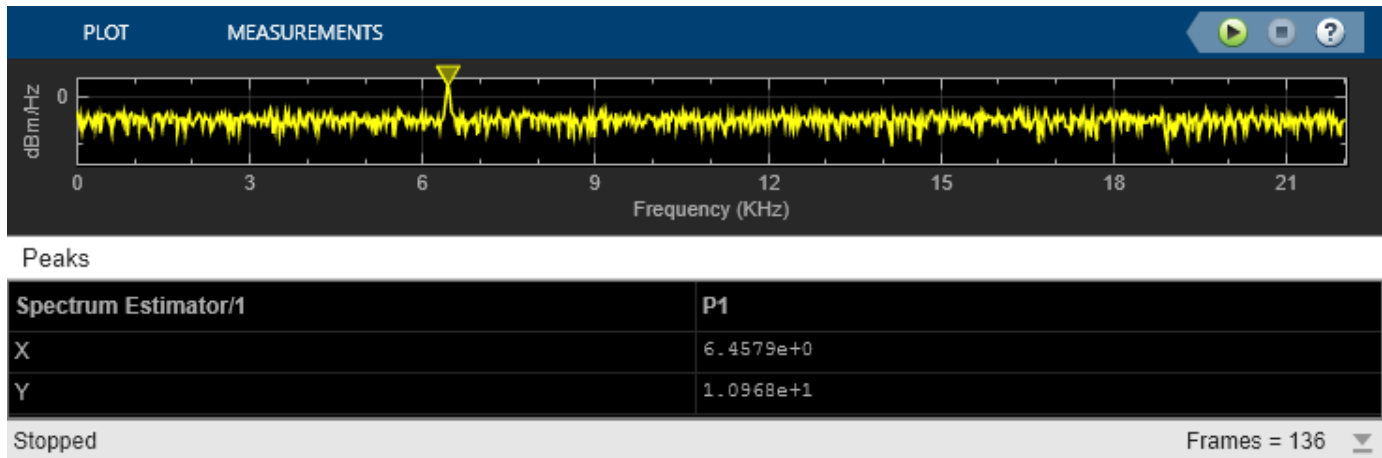 PLOT MEASUREMENTS ?
dBm/Hz
0
0 3 6 9 12 15 18 21
Frequency (KHz)
Peaks
Spectrum Estimator/1 P1
X 6.4579e+0
Y 1.0968e+1
Stopped Frames = 136